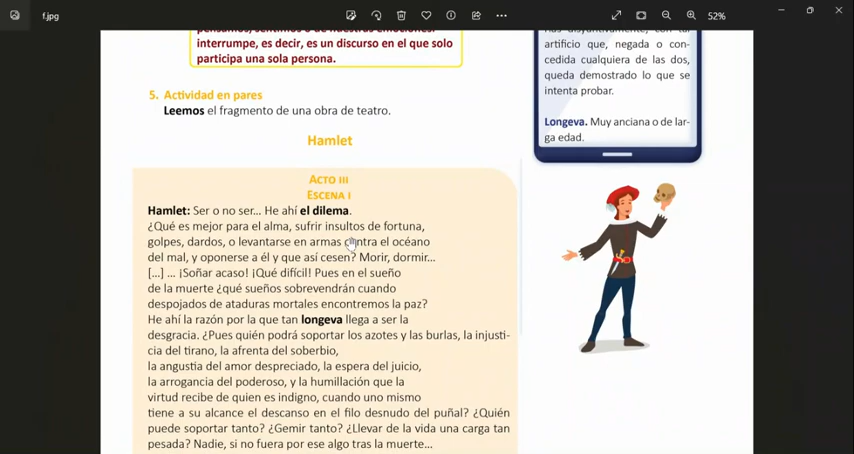 f.jpg
52%
interrumpe, es decir, es un discurso en el que solo
participa una sola persona.
artificio que, negada o con-
cedida cualquiera de las dos,
queda demostrado lo que se
intenta probar.
Longeva. Muy anciana o de lar-
ga edad.
5. Actividad en pares
Leemos el fragmento de una obra de teatro.
Hamlet
ACTO III
ESCENA I
Hamlet: Ser o no ser... He ahí el dilema.
¿Qué es mejor para el alma, sufrir insultos de fortuna,
golpes, dardos, o levantarse en armas contra el océano
del mal, y oponerse a él y que así cesen? Morir, dormir...
[...] ... ¡Soñar acaso! ¡Qué difícil! Pues en el sueño
de la muerte ¿qué sueños sobrevendrán cuando
despojados de ataduras mortales encontremos la paz?
He ahí la razón por la que tan longeva llega a ser la
desgracia. ¿Pues quién podrá soportar los azotes y las burlas, la injusti-
cia del tirano, la afrenta del soberbio,
la angustia del amor despreciado, la espera del juicio,
la arrogancia del poderoso, y la humillación que la
virtud recibe de quien es indigno, cuando uno mismo
tiene a su alcance el descanso en el filo desnudo del puñal? ¿Quién
puede soportar tanto? ¿Gemir tanto? ¿Llevar de la vida una carga tan
pesada? Nadie, si no fuera por ese algo tras la muerte...